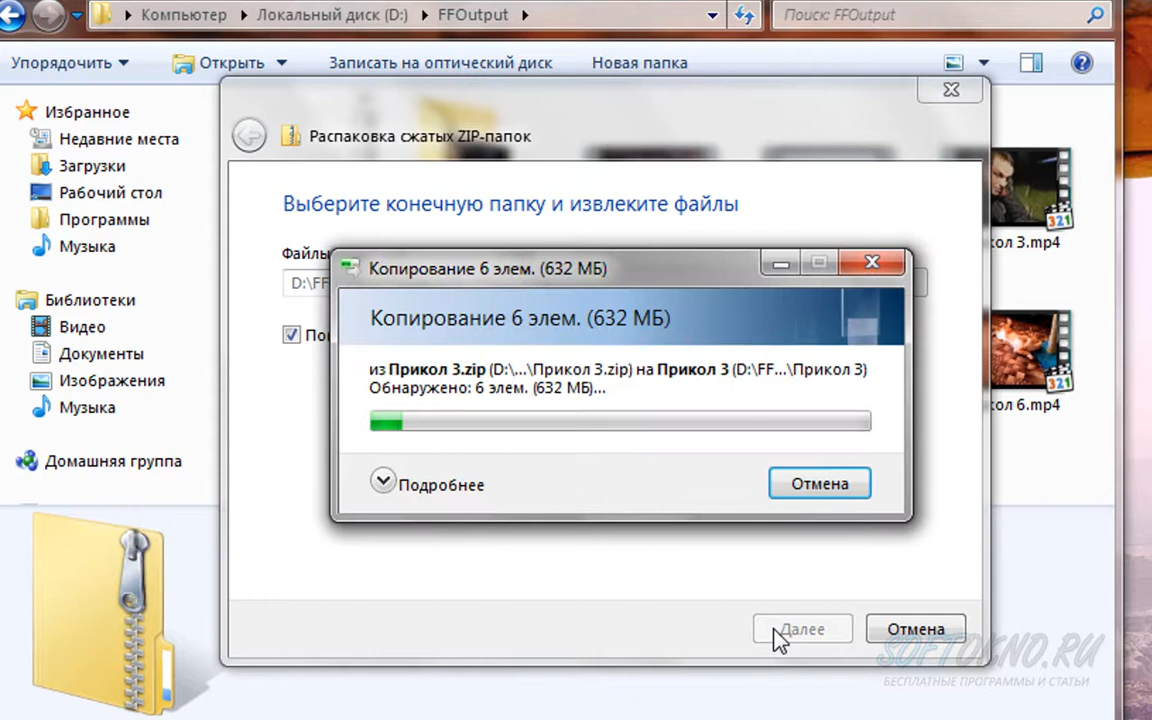 Компьютер ▸ Локальный диск (D:) ▸ FFOutput ▸
Поиск: FFOutput
Упорядочить
Открыть
Записать на оптический диск
Новая папка
Избранное
Недавние места
Загрузки
Рабочий стол
Программы
Музыка
Библиотеки
Видео
Документы
Изображения
Музыка
Домашняя группа
Распаковка сжатых ZIP-папок
Выберите конечную папку и извлеките файлы
Файлы
D:\FF
Копирование 6 элем. (632 МБ)
Копирование 6 элем. (632 МБ)
из Прикол 3.zip (D:\...\Прикол 3.zip) на Прикол 3 (D:\FF...\Прикол 3)
Обнаружено: 6 элем. (632 МБ)...
Подробнее
Отмена
Далее
Отмена
кол 3.mp4
321
кол 6.mp4
321
SOFTOKNO.RU
БЕСПЛАТНЫЕ ПРОГРАММЫ И СТАТЬИ